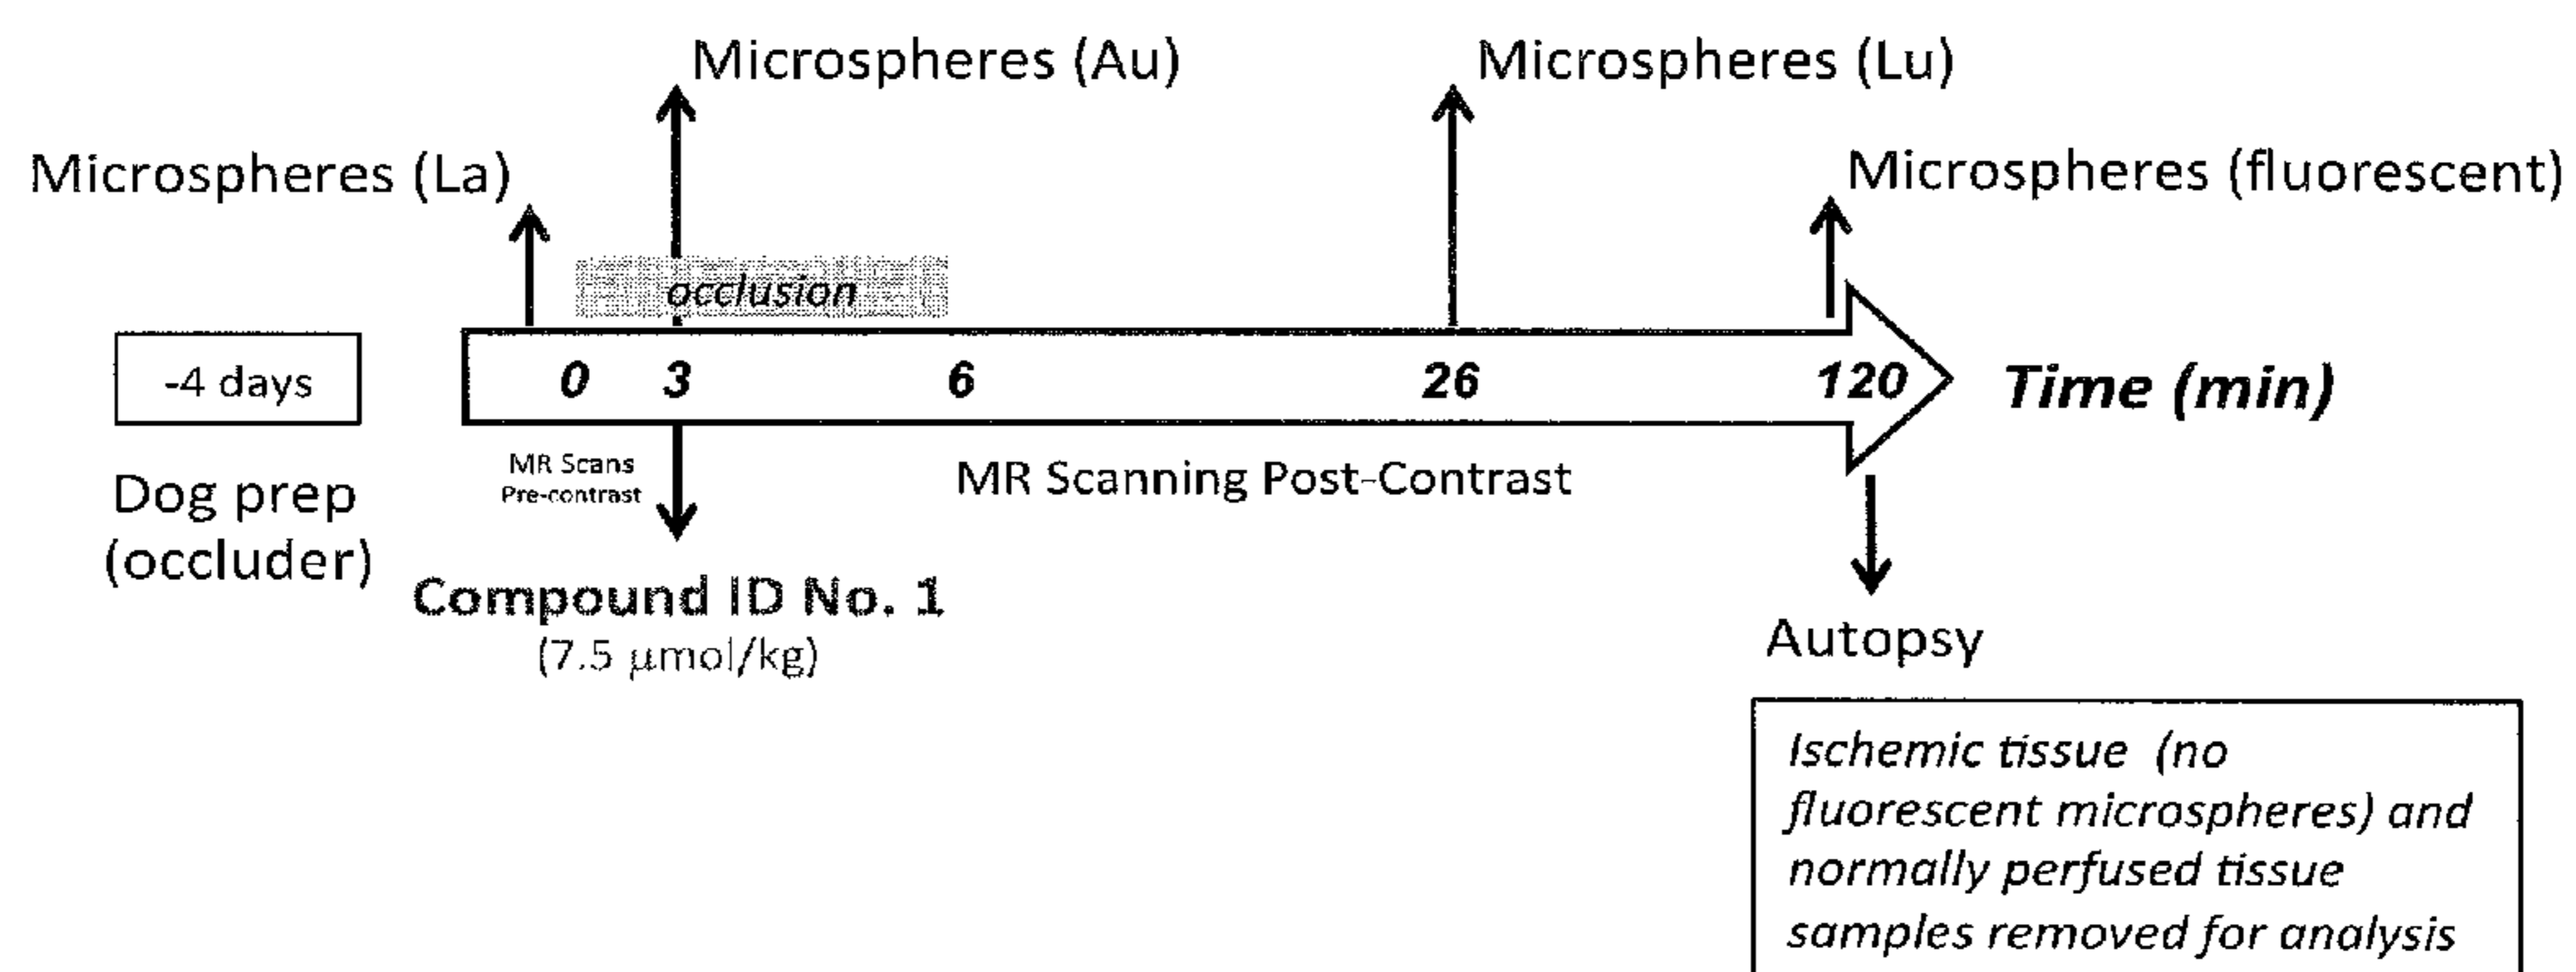 Microspheres (Au)
Microspheres (Lu)
Microspheres (La)
Microspheres (fluorescent)
occlusion
-4 days
0 3 6 26 120
Time (min)
MR Scans
Pre-contrast
MR Scanning Post-Contrast
Dog prep
(occluder)
Compound ID No. 1
(7.5 µmol/kg)
Autopsy
Ischemic tissue (no
fluorescent microspheres) and
normally perfused tissue
samples removed for analysis